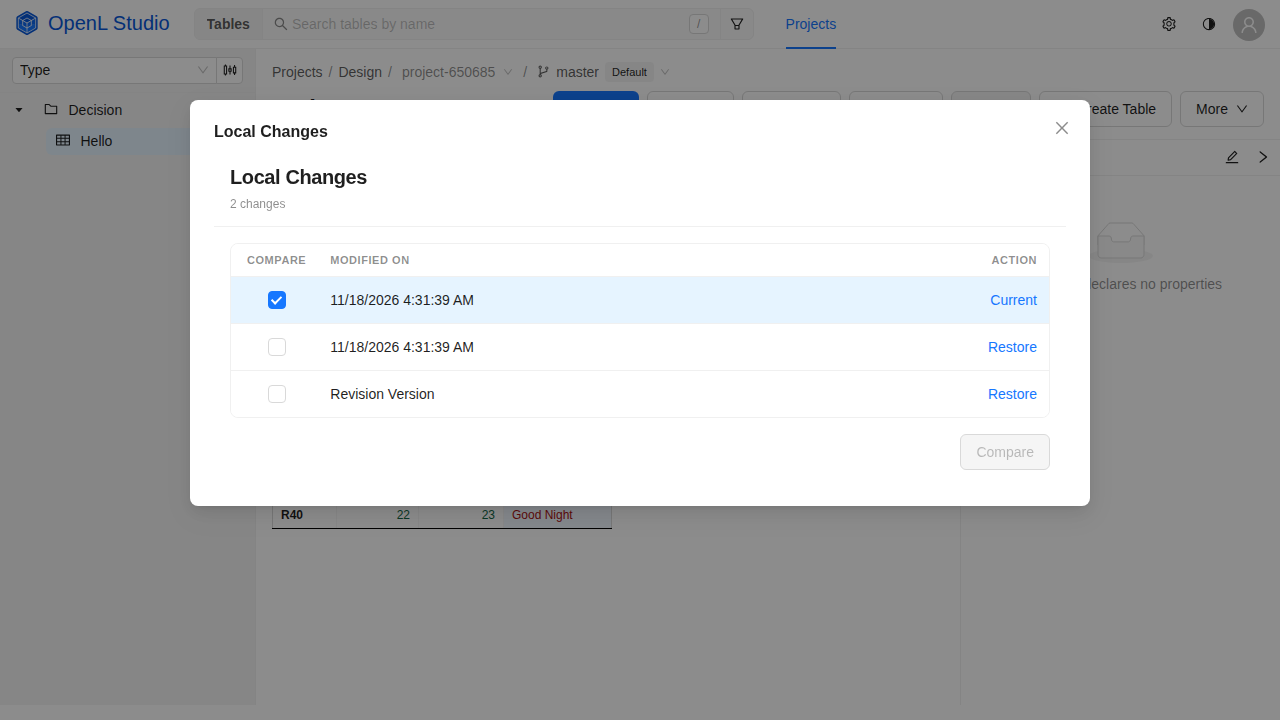 OpenL Studio
Tables
Search tables by name
/
Projects
Type
Projects / Design / project-650685 / master Default
Decision
Hello
Create Table
More
Local Changes
Local Changes
2 changes
COMPARE MODIFIED ON ACTION
11/18/2026 4:31:39 AM Current
11/18/2026 4:31:39 AM Restore
Revision Version Restore
Compare
declares no properties
R40 22 23 Good Night